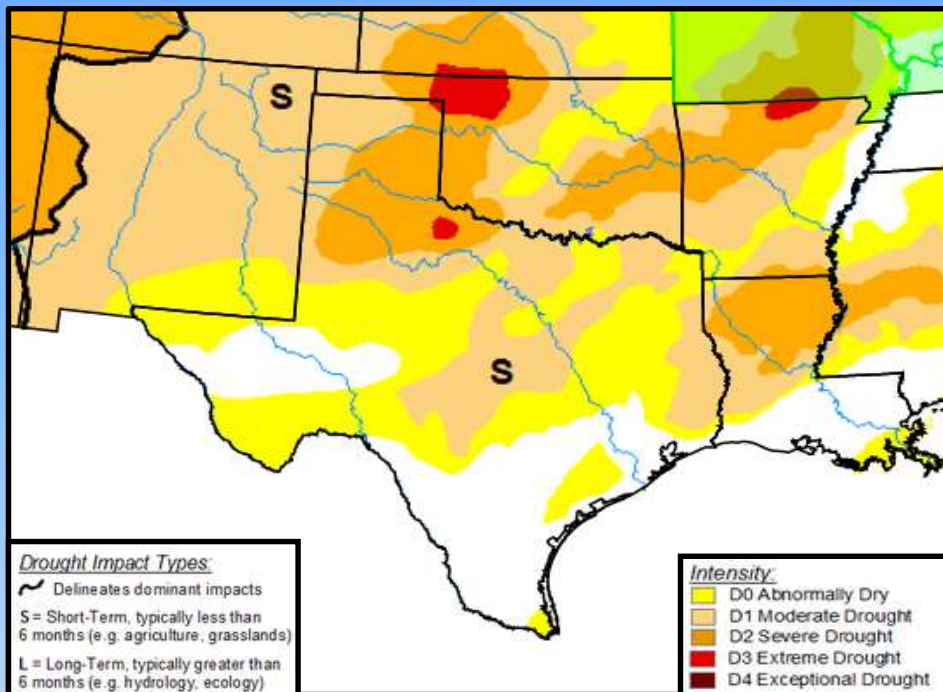 S
S
Drought Impact Types:
Delineates dominant impacts
S = Short-Term, typically less than
6 months (e.g. agriculture, grasslands)
L = Long-Term, typically greater than
6 months (e.g. hydrology, ecology)
Intensity:
D0 Abnormally Dry
D1 Moderate Drought
D2 Severe Drought
D3 Extreme Drought
D4 Exceptional Drought